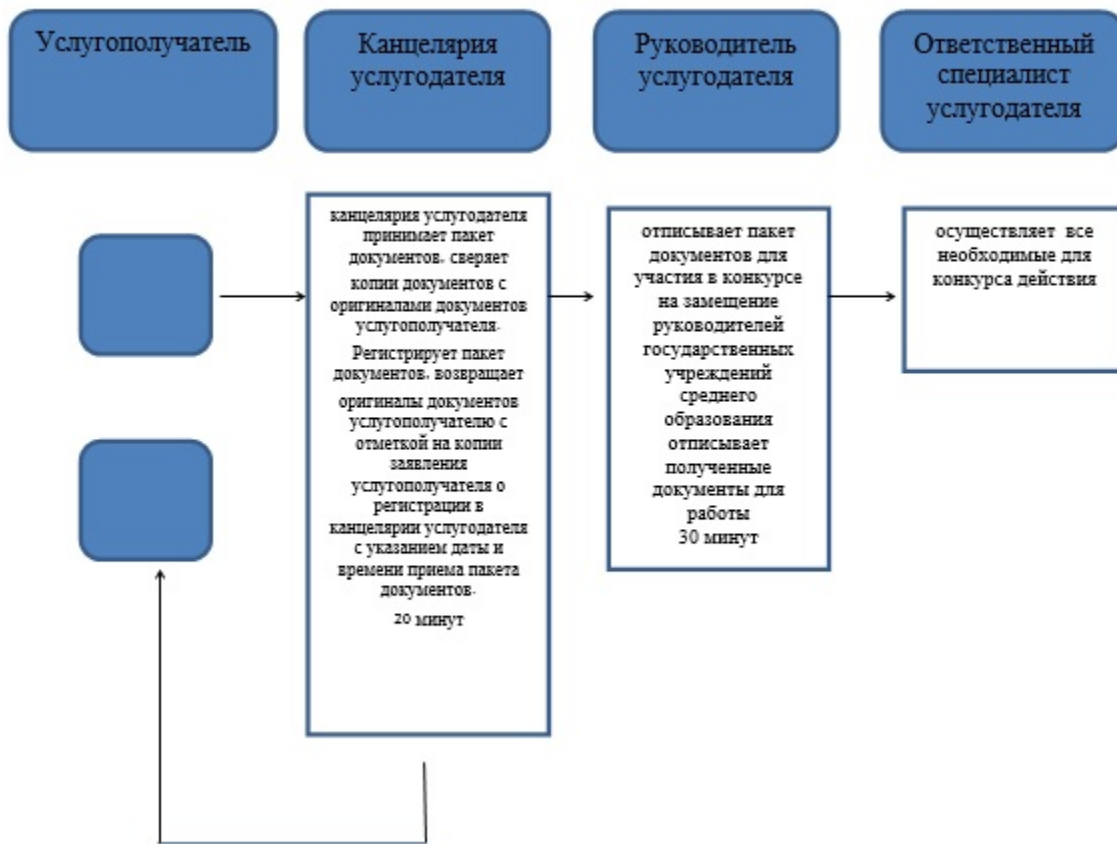 Услугополучатель
Канцелярия
услугодателя
Руководитель
услугодателя
Ответственный
специалист
услугодателя
канцелярия услугодателя
принимает пакет
документов, сверяет
копии документов с
оригиналами документов
услугополучателя.
Регистрирует пакет
документов, возвращает
оригиналы документов
услугополучателю с
отметкой на копии
заявления
услугополучателя о
регистрации в
канцелярии услугодателя
с указанием даты и
времени приема пакета
документов.
20 минут
отписывает пакет
документов для
участия в конкурсе
на замещение
руководителей
государственных
учреждений
среднего
образования
отписывает
полученные
документы для
работы
30 минут
осуществляет все
необходимые для
конкурса действия